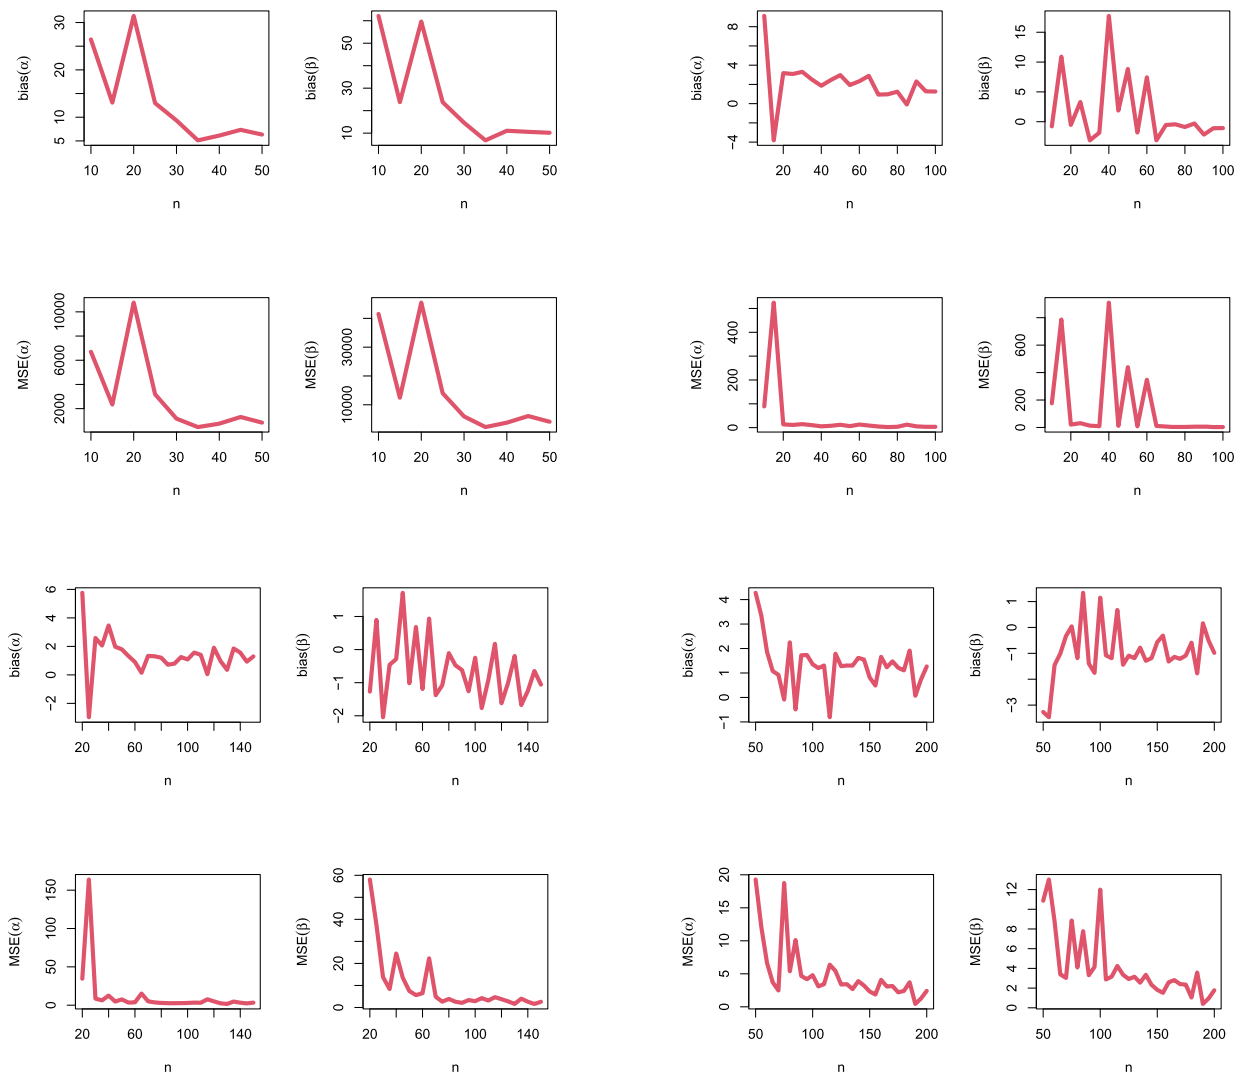 bias(α)
5 10 20 30
10 20 30 40 50
n
bias(β)
10 30 50
10 20 30 40 50
n
bias(α)
−4 0 4 8
20 40 60 80 100
n
bias(β)
0 5 10 15
20 40 60 80 100
n
MSE(α)
2000 6000 10000
10 20 30 40 50
n
MSE(β)
10000 30000
10 20 30 40 50
n
MSE(α)
0 200 400
20 40 60 80 100
n
MSE(β)
0 200 600
20 40 60 80 100
n
bias(α)
−2 0 2 4 6
20 60 100 140
n
bias(β)
−2 −1 0 1
20 60 100 140
n
bias(α)
−1 0 1 2 3 4
50 100 150 200
n
bias(β)
−3 −1 0 1
50 100 150 200
n
MSE(α)
0 50 100 150
20 60 100 140
n
MSE(β)
0 10 20 40 60
20 60 100 140
n
MSE(α)
0 5 10 15 20
50 100 150 200
n
MSE(β)
0 2 4 6 8 12
50 100 150 200
n